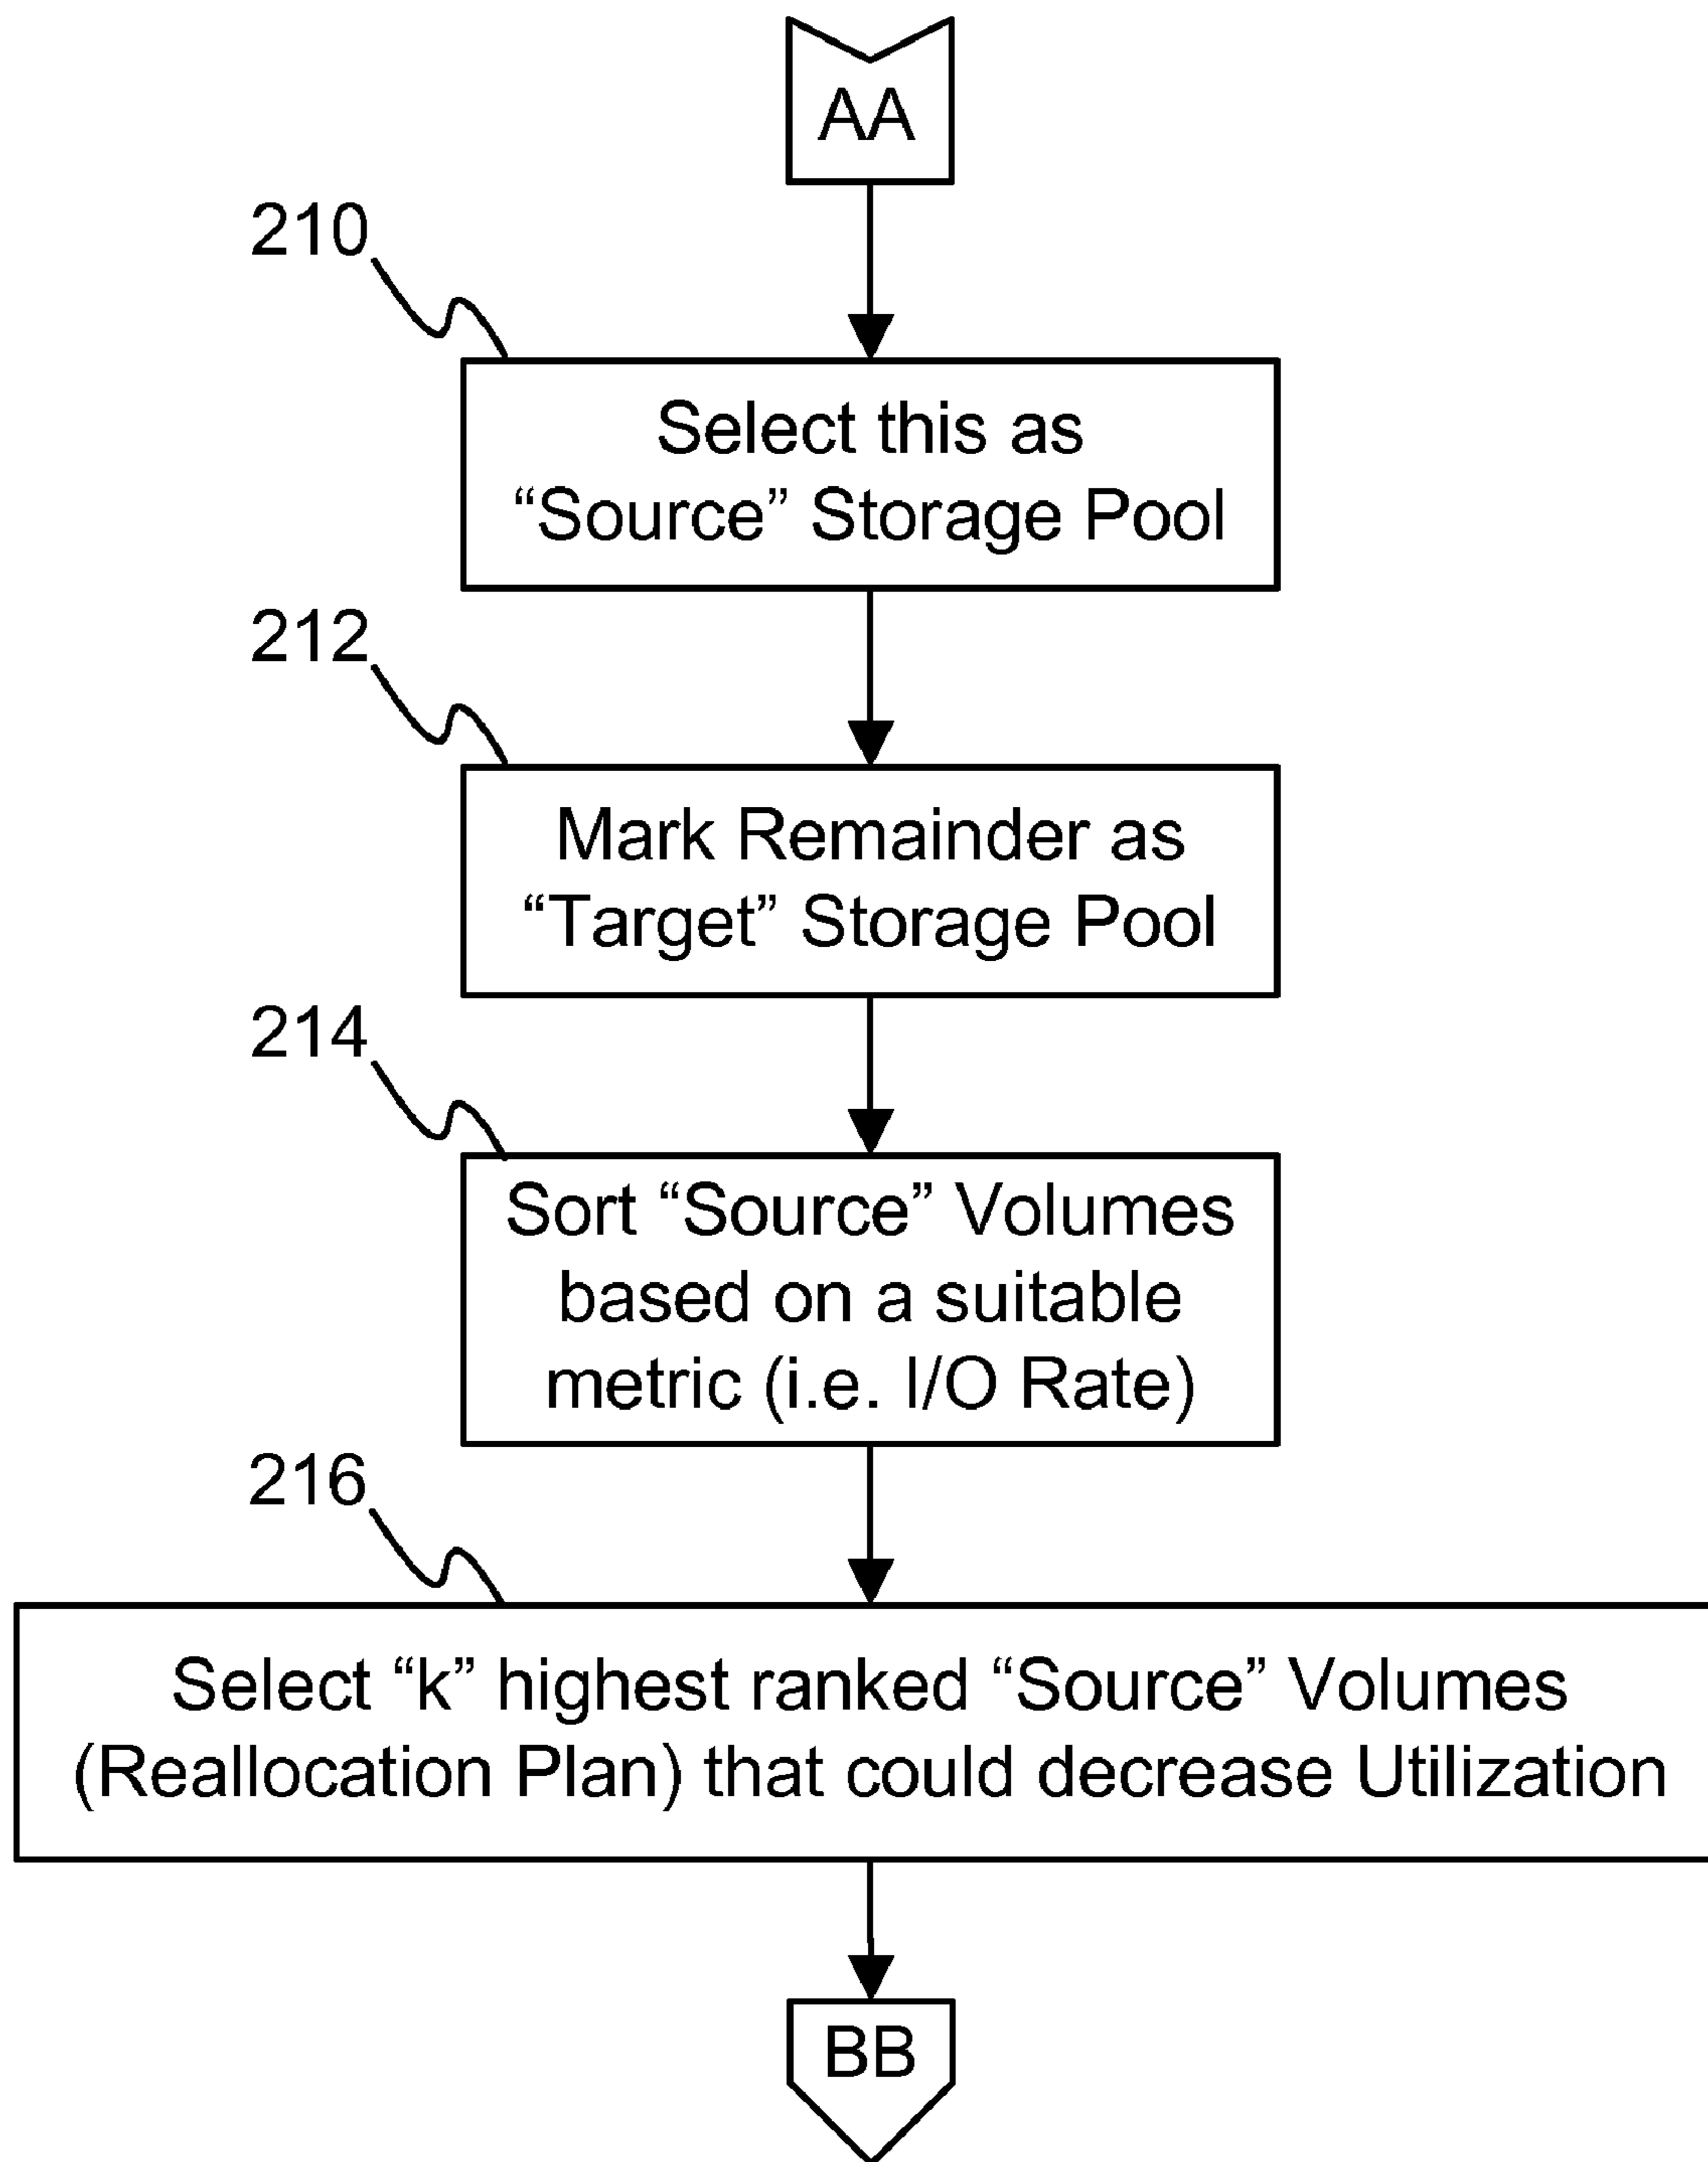 AA
210
Select this as
“Source” Storage Pool
212
Mark Remainder as
“Target” Storage Pool
214
Sort “Source” Volumes
based on a suitable
metric (i.e. I/O Rate)
216
Select “k” highest ranked “Source” Volumes
(Reallocation Plan) that could decrease Utilization
BB